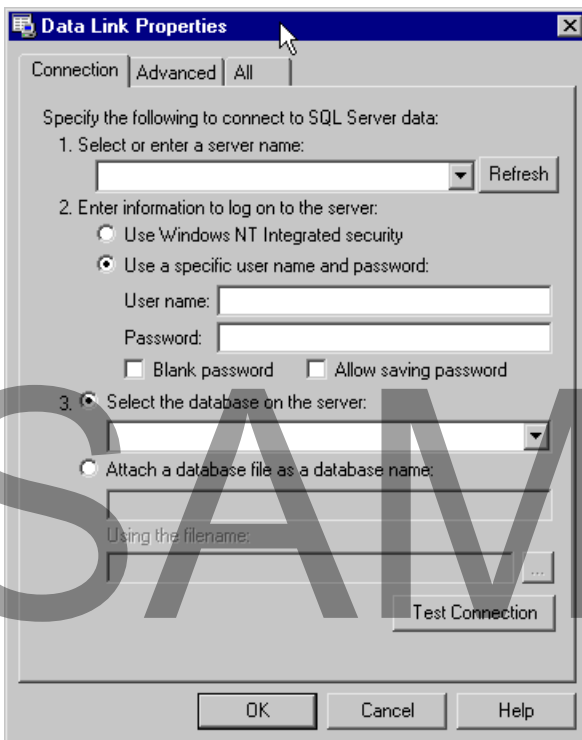 Data Link Properties
Connection Advanced All
Specify the following to connect to SQL Server data:
1. Select or enter a server name:
Refresh
2. Enter information to log on to the server:
Use Windows NT Integrated security
Use a specific user name and password:
User name:
Password:
Blank password Allow saving password
3. Select the database on the server:
Attach a database file as a database name:
Using the filename:
...
Test Connection
OK Cancel Help
SAM